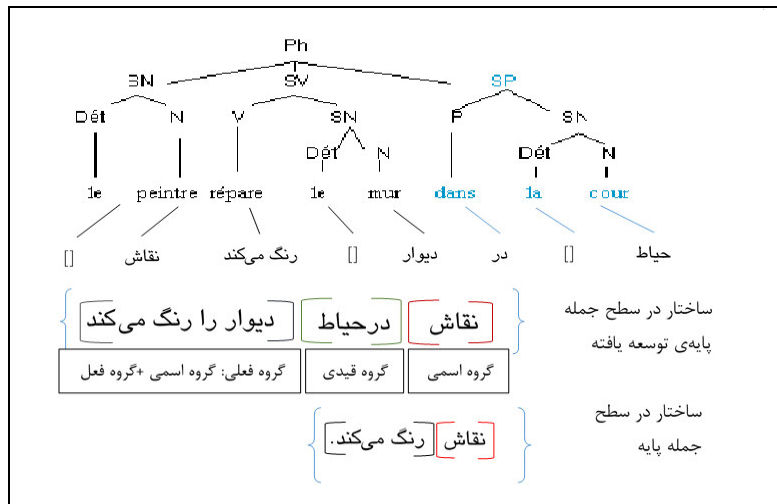 Ph
SN SV SP
Dét N V SN P SN
Dét N Dét N
le peintre répare le mur dans la cour
[] نقاش رنگ می‌کند [] دیوار در [] حیاط
ساختار در سطح جمله
پایه‌ی توسعه یافته
نقاش درحیاط دیوار را رنگ می‌کند
گروه اسمی گروه قیدی گروه فعلی: گروه اسمی +گروه فعل
ساختار در سطح
جمله پایه
نقاش رنگ می‌کند.